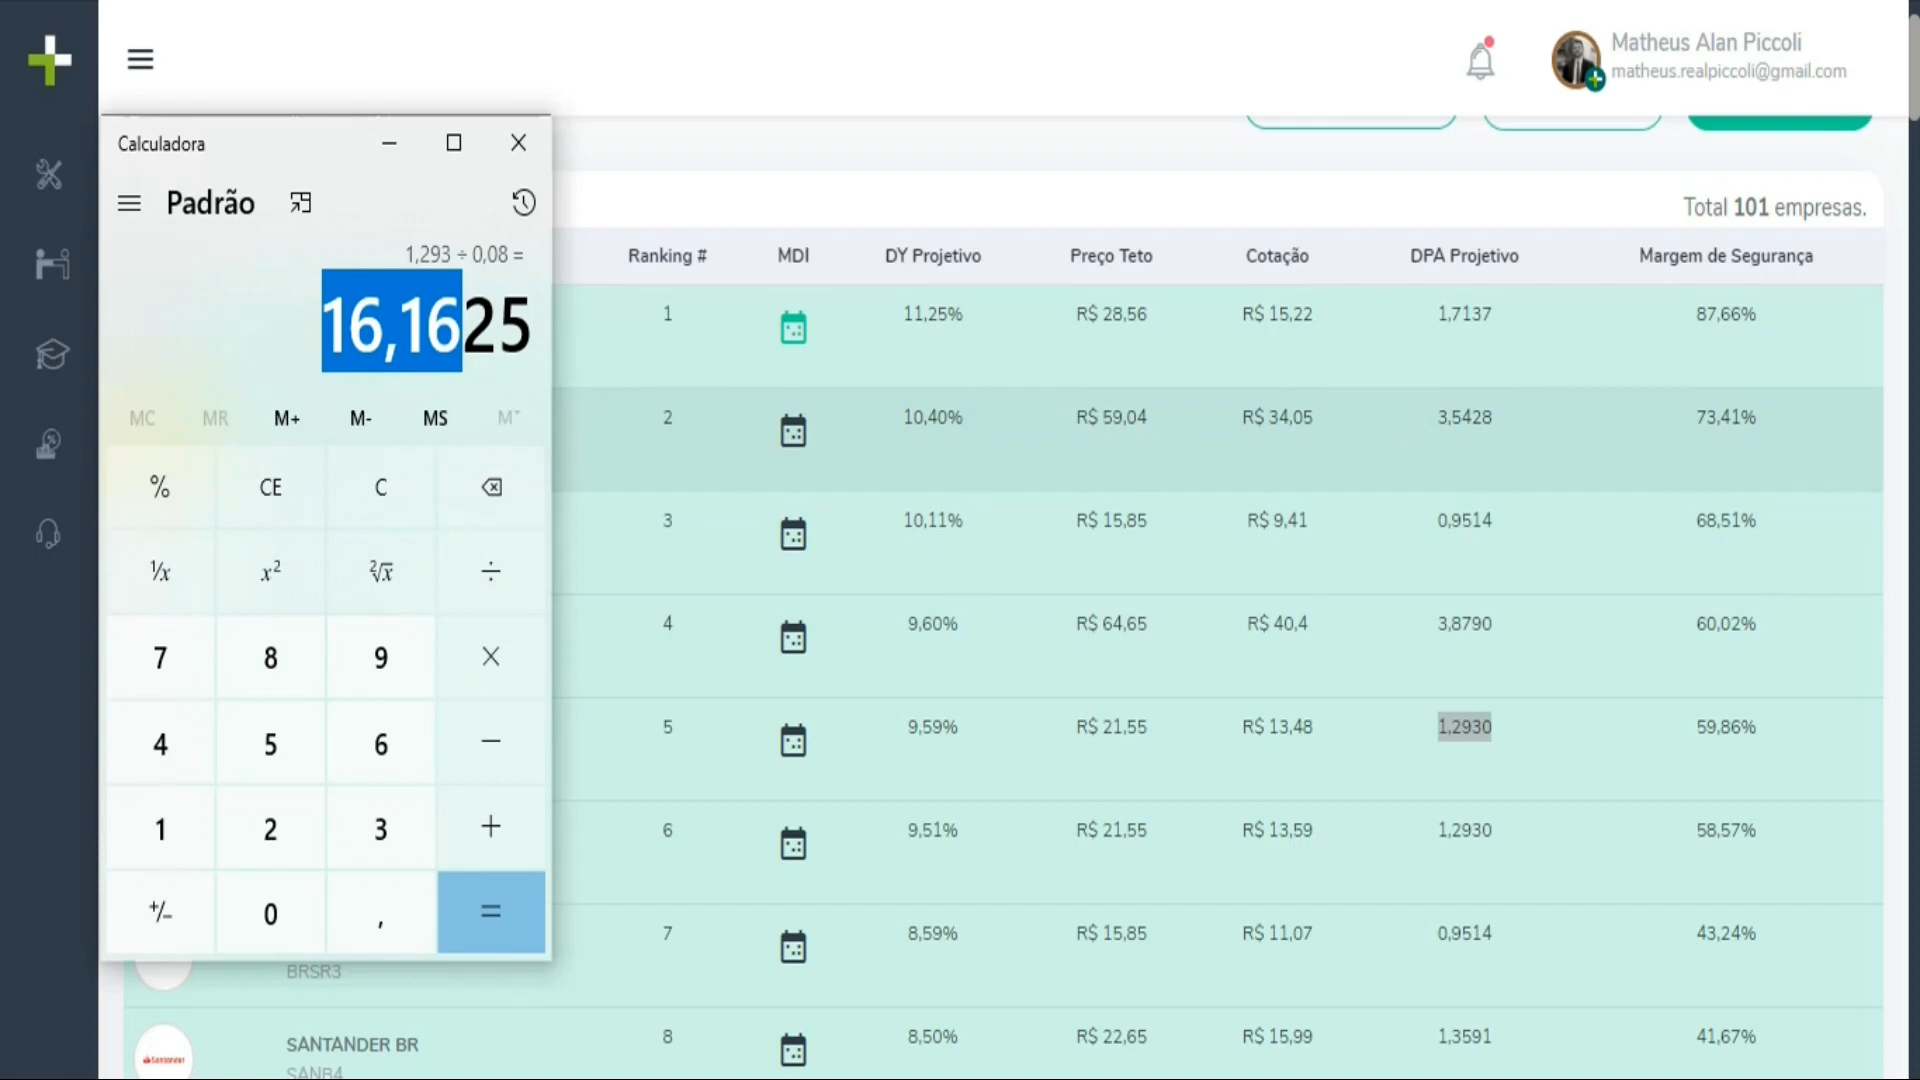 Matheus Alan Piccoli
matheus.realpiccoli@gmail.com
Calculadora
Padrão
1,293 ÷ 0,08 =
16,1625
MC MR M+ M- MS M˅
% CE C
¹/x x² ²√x ÷
7 8 9 ×
4 5 6 −
1 2 3 +
+/− 0 , =
Total 101 empresas.
Ranking # MDI DY Projetivo Preço Teto Cotação DPA Projetivo Margem de Segurança
1 11,25% R$ 28,56 R$ 15,22 1,7137 87,66%
2 10,40% R$ 59,04 R$ 34,05 3,5428 73,41%
3 10,11% R$ 15,85 R$ 9,41 0,9514 68,51%
4 9,60% R$ 64,65 R$ 40,4 3,8790 60,02%
5 9,59% R$ 21,55 R$ 13,48 1,2930 59,86%
6 9,51% R$ 21,55 R$ 13,59 1,2930 58,57%
7 8,59% R$ 15,85 R$ 11,07 0,9514 43,24%
BRSR3
Santander SANTANDER BR 8 8,50% R$ 22,65 R$ 15,99 1,3591 41,67%
SANB4